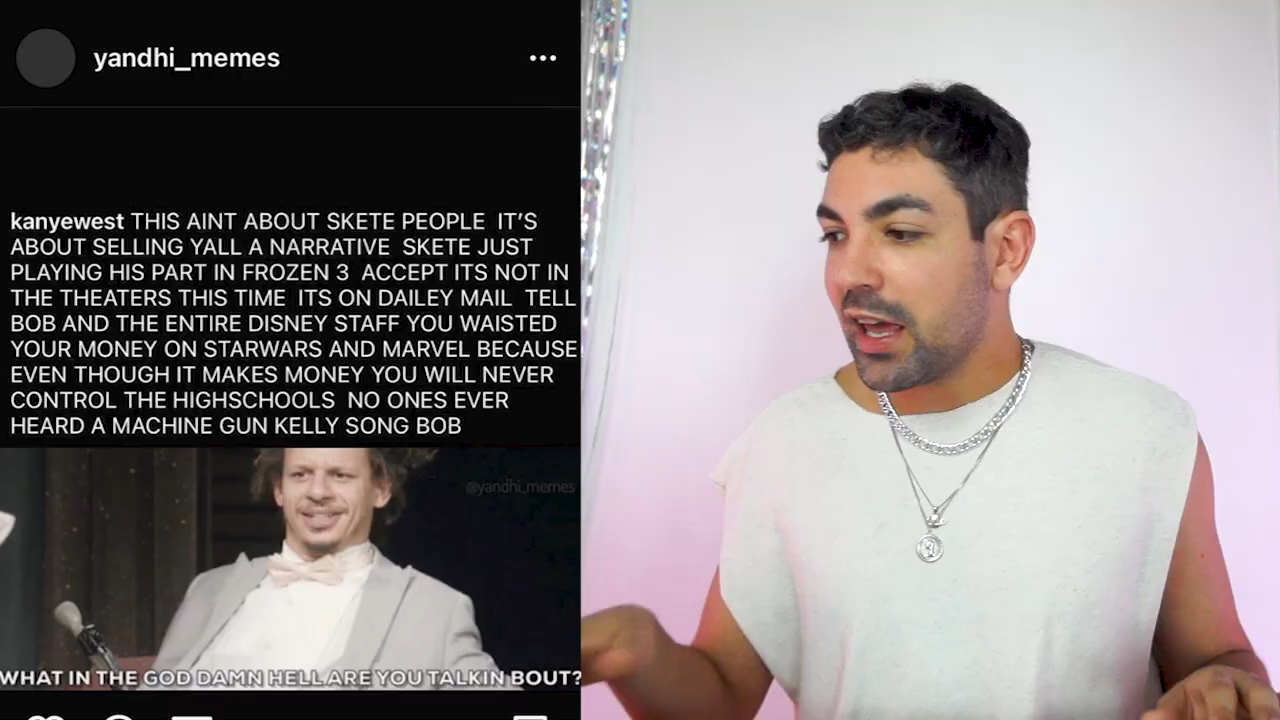 yandhi_memes
kanyewest THIS AINT ABOUT SKETE PEOPLE IT’S
ABOUT SELLING YALL A NARRATIVE SKETE JUST
PLAYING HIS PART IN FROZEN 3 ACCEPT ITS NOT IN
THE THEATERS THIS TIME ITS ON DAILEY MAIL TELL
BOB AND THE ENTIRE DISNEY STAFF YOU WAISTED
YOUR MONEY ON STARWARS AND MARVEL BECAUSE
EVEN THOUGH IT MAKES MONEY YOU WILL NEVER
CONTROL THE HIGHSCHOOLS NO ONES EVER
HEARD A MACHINE GUN KELLY SONG BOB
@yandhi_memes
WHAT IN THE GOD DAMN HELL ARE YOU TALKIN BOUT?